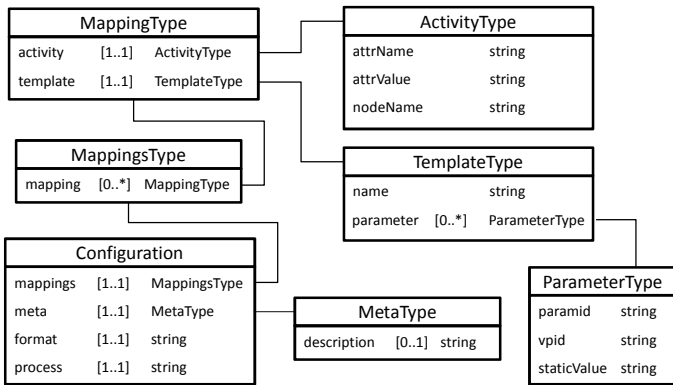 MappingType
activity [1..1] ActivityType
template [1..1] TemplateType
ActivityType
attrName string
attrValue string
nodeName string
MappingsType
mapping [0..*] MappingType
TemplateType
name string
parameter [0..*] ParameterType
Configuration
mappings [1..1] MappingsType
meta [1..1] MetaType
format [1..1] string
process [1..1] string
MetaType
description [0..1] string
ParameterType
paramid string
vpid string
staticValue string